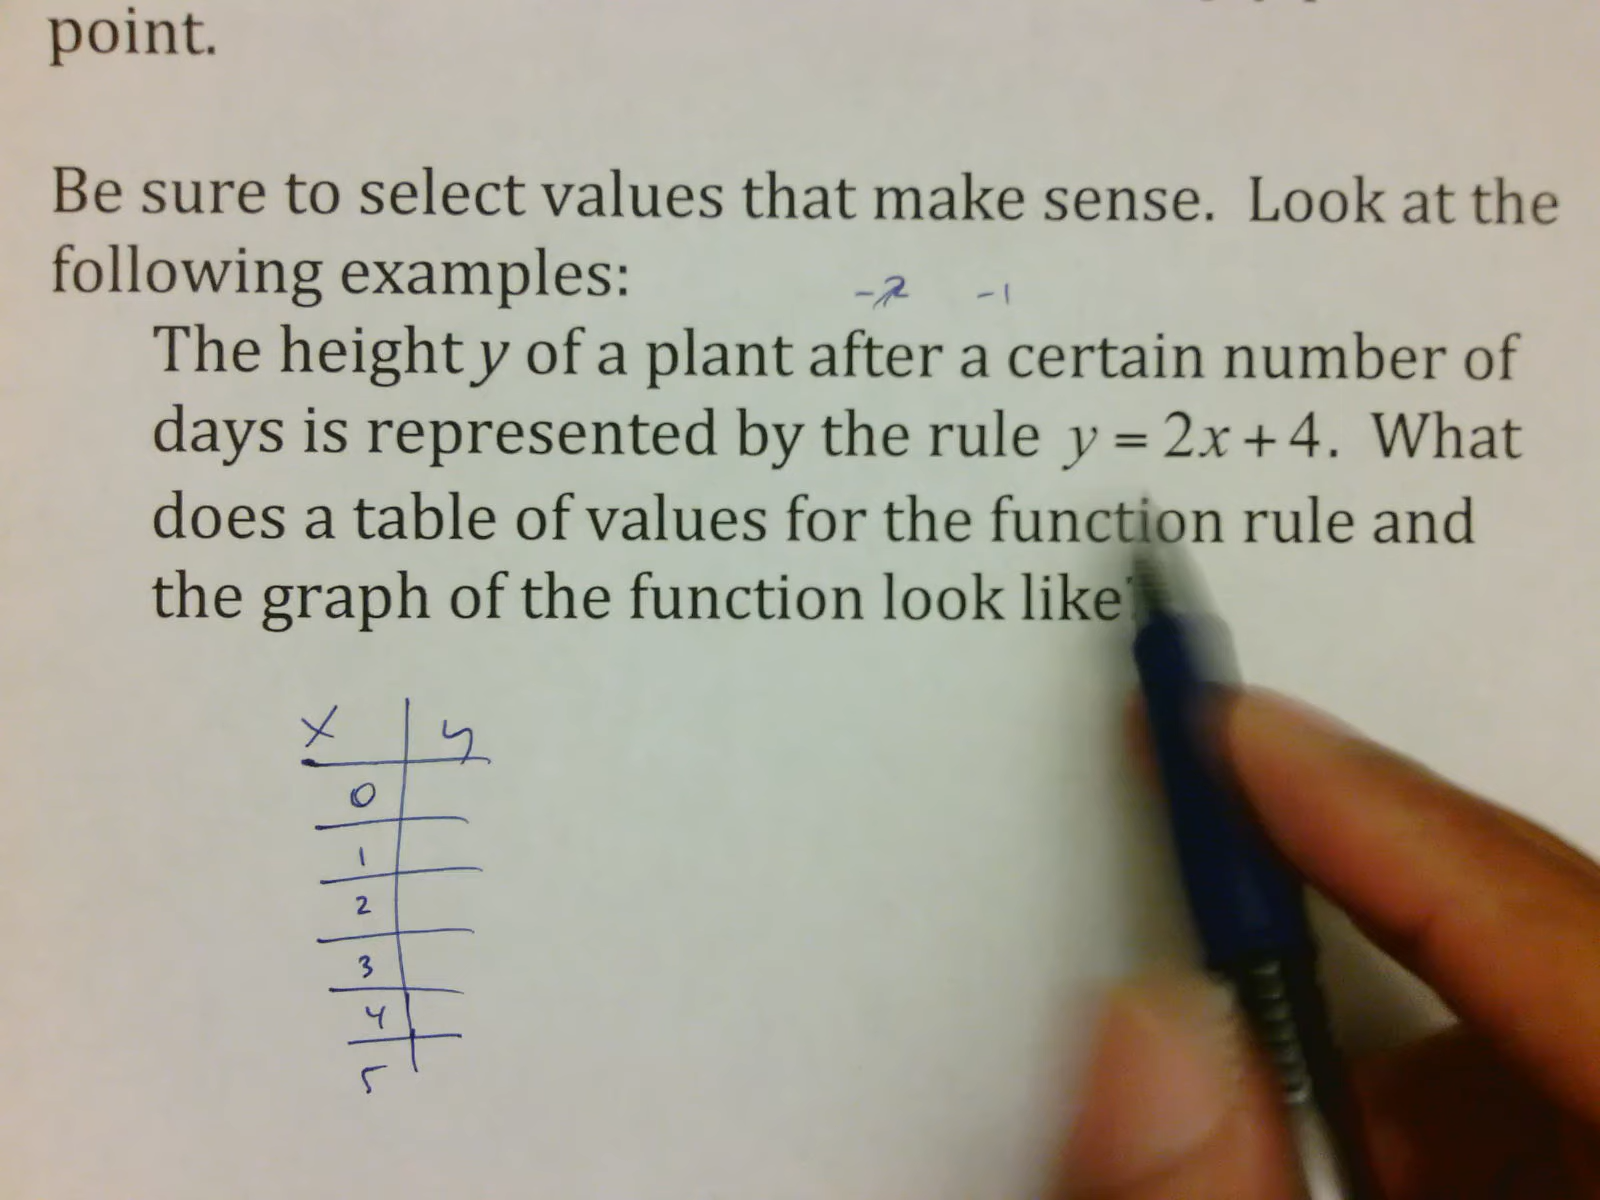 point.
Be sure to select values that make sense. Look at the
following examples:
-2 -1
The height y of a plant after a certain number of
days is represented by the rule y = 2x + 4. What
does a table of values for the function rule and
the graph of the function look like?
x y
0
1
2
3
4
5